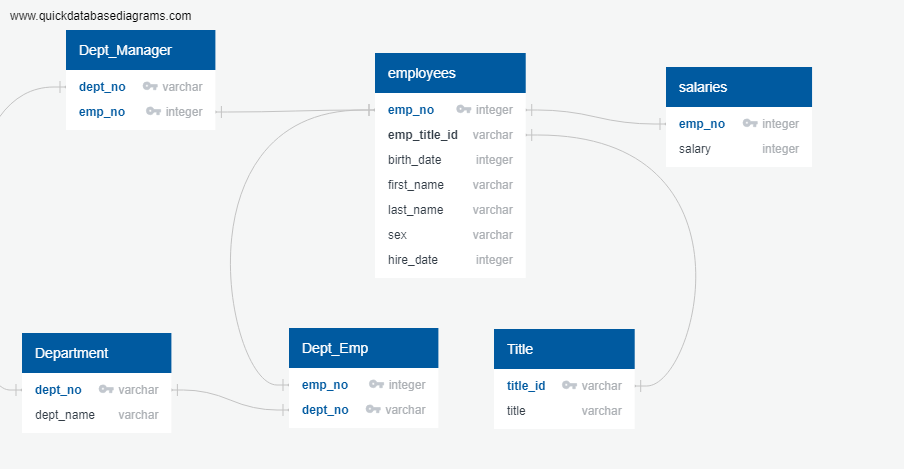 www.quickdatabasediagrams.com
Dept_Manager
dept_no varchar
emp_no integer
employees
emp_no integer
emp_title_id varchar
birth_date integer
first_name varchar
last_name varchar
sex varchar
hire_date integer
salaries
emp_no integer
salary integer
Department
dept_no varchar
dept_name varchar
Dept_Emp
emp_no integer
dept_no varchar
Title
title_id varchar
title varchar